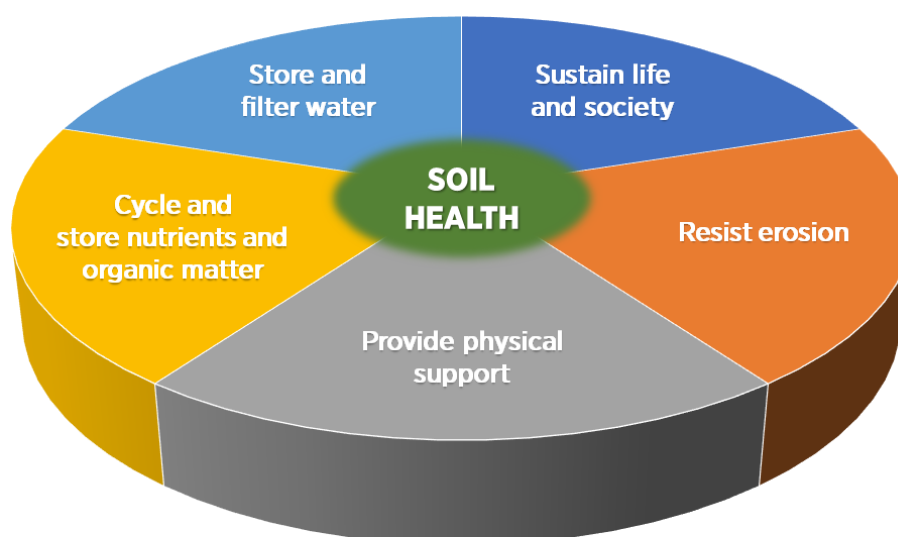 Store and
filter water
Sustain life
and society
SOIL
HEALTH
Cycle and
store nutrients and
organic matter
Resist erosion
Provide physical
support